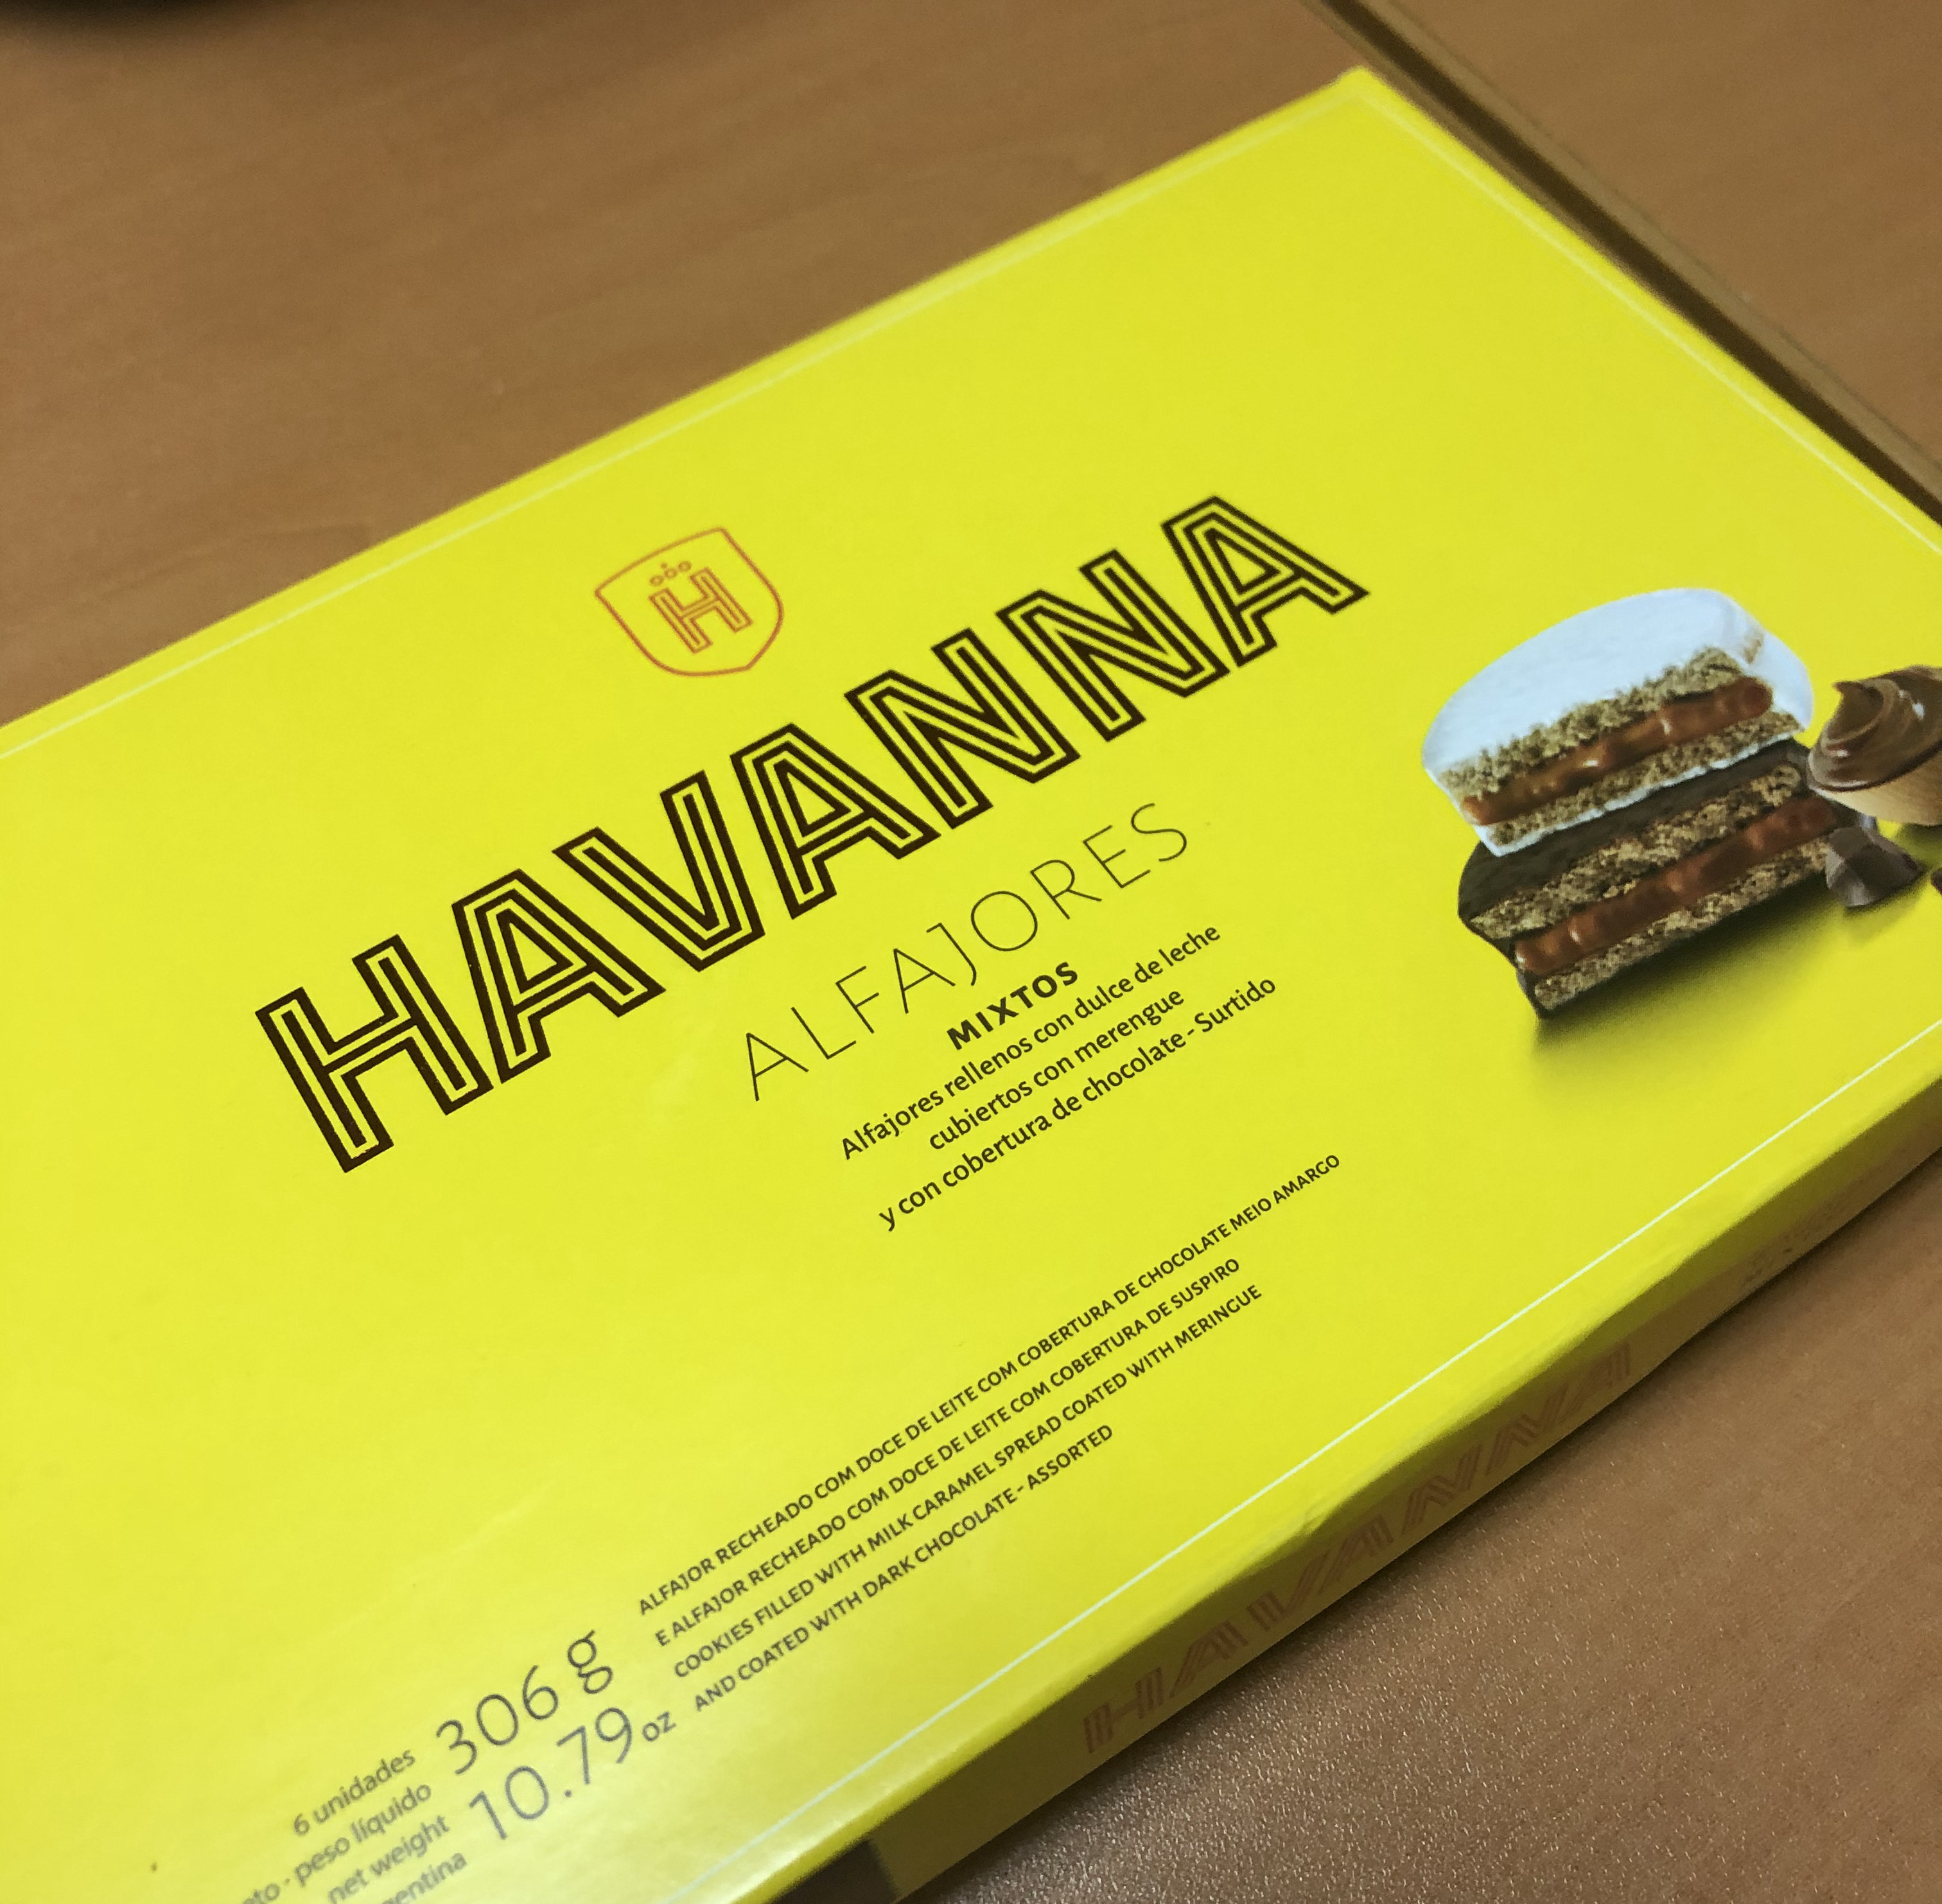 H
HAVANNA
ALFAJORES
MIXTOS
Alfajores rellenos con dulce de leche
cubiertos con merengue
y con cobertura de chocolate - Surtido
ALFAJOR RECHEADO COM DOCE DE LEITE COM COBERTURA DE CHOCOLATE MEIO AMARGO
E ALFAJOR RECHEADO COM DOCE DE LEITE COM COBERTURA DE SUSPIRO
COOKIES FILLED WITH MILK CARAMEL SPREAD COATED WITH MERINGUE
AND COATED WITH DARK CHOCOLATE - ASSORTED
6 unidades
peso líquido
net weight
306 g
10.79 oz
HAVANNA